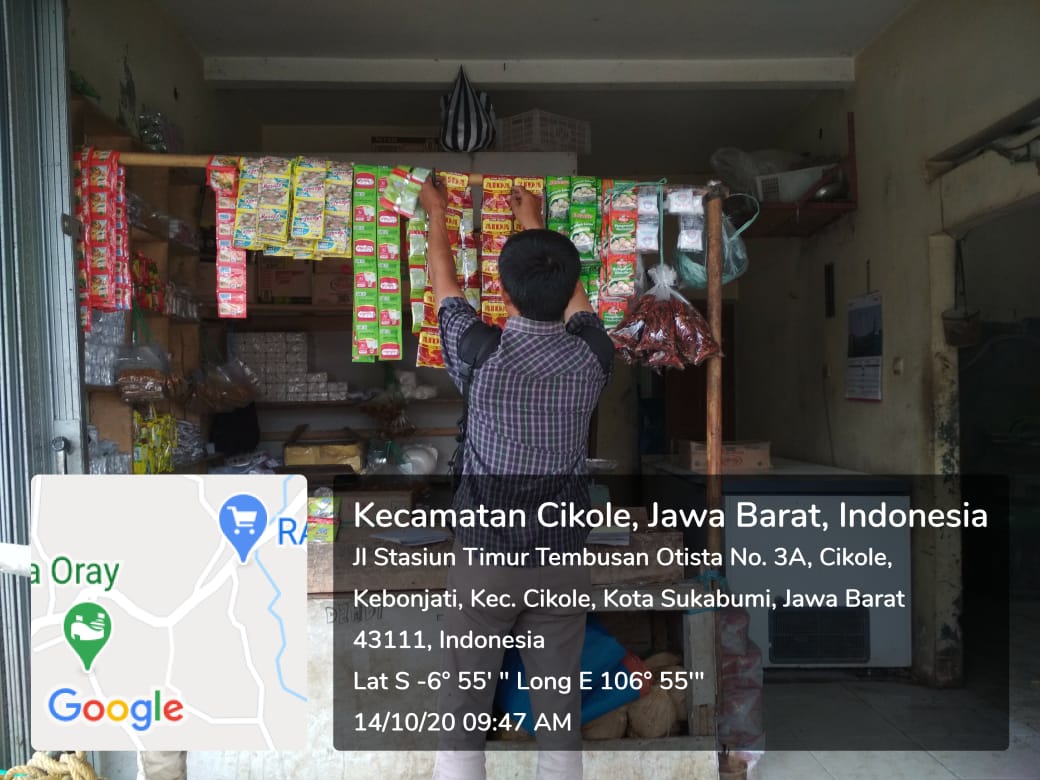 Kecamatan Cikole, Jawa Barat, Indonesia
Jl Stasiun Timur Tembusan Otista No. 3A, Cikole,
Kebonjati, Kec. Cikole, Kota Sukabumi, Jawa Barat
43111, Indonesia
Lat S -6° 55' " Long E 106° 55'"
14/10/20 09:47 AM
RA
a Oray
Google